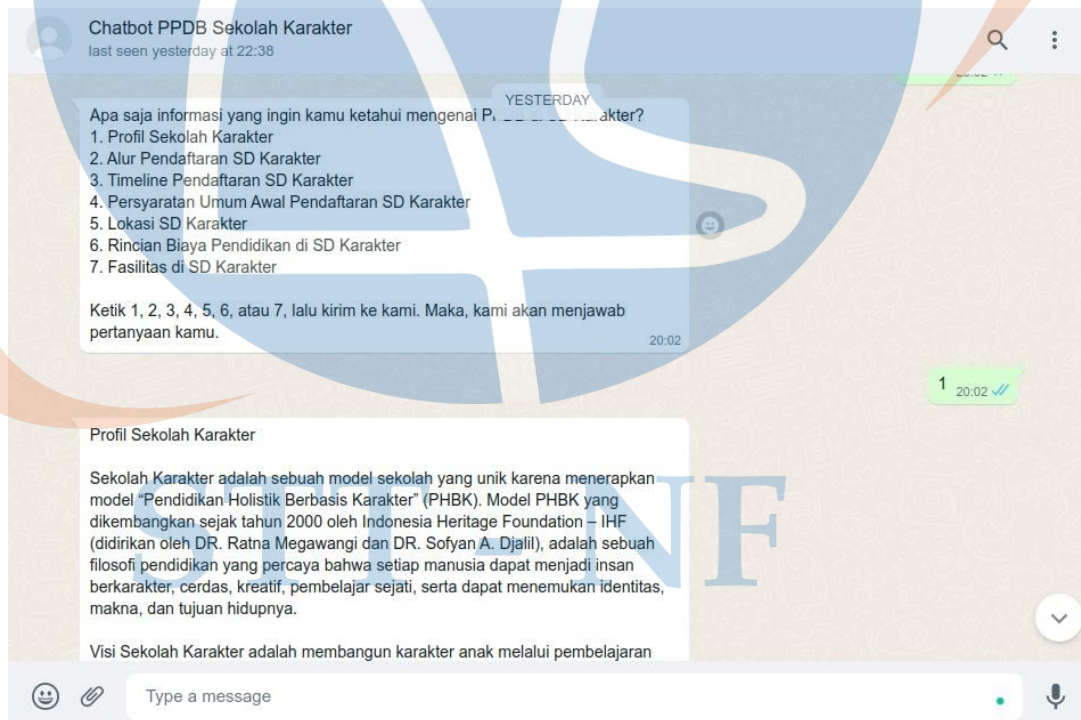 Chatbot PPDB Sekolah Karakter
last seen yesterday at 22:38
YESTERDAY
Apa saja informasi yang ingin kamu ketahui mengenai di akter?
1. Profil Sekolah Karakter
2. Alur Pendaftaran SD Karakter
3. Timeline Pendaftaran SD Karakter
4. Persyaratan Umum Awal Pendaftaran SD Karakter
5. Lokasi SD Karakter
6. Rincian Biaya Pendidikan di SD Karakter
7. Fasilitas di SD Karakter
Ketik 1, 2, 3, 4, 5, 6, atau 7, lalu kirim ke kami. Maka, kami akan menjawab
pertanyaan kamu.
20:02
1 20:02
Profil Sekolah Karakter
Sekolah Karakter adalah sebuah model sekolah yang unik karena menerapkan
model “Pendidikan Holistik Berbasis Karakter” (PHBK). Model PHBK yang
dikembangkan sejak tahun 2000 oleh Indonesia Heritage Foundation – IHF
(didirikan oleh DR. Ratna Megawangi dan DR. Sofyan A. Djalil), adalah sebuah
filosofi pendidikan yang percaya bahwa setiap manusia dapat menjadi insan
berkarakter, cerdas, kreatif, pembelajar sejati, serta dapat menemukan identitas,
makna, dan tujuan hidupnya.
STT - NF
Visi Sekolah Karakter adalah membangun karakter anak melalui pembelajaran
Type a message